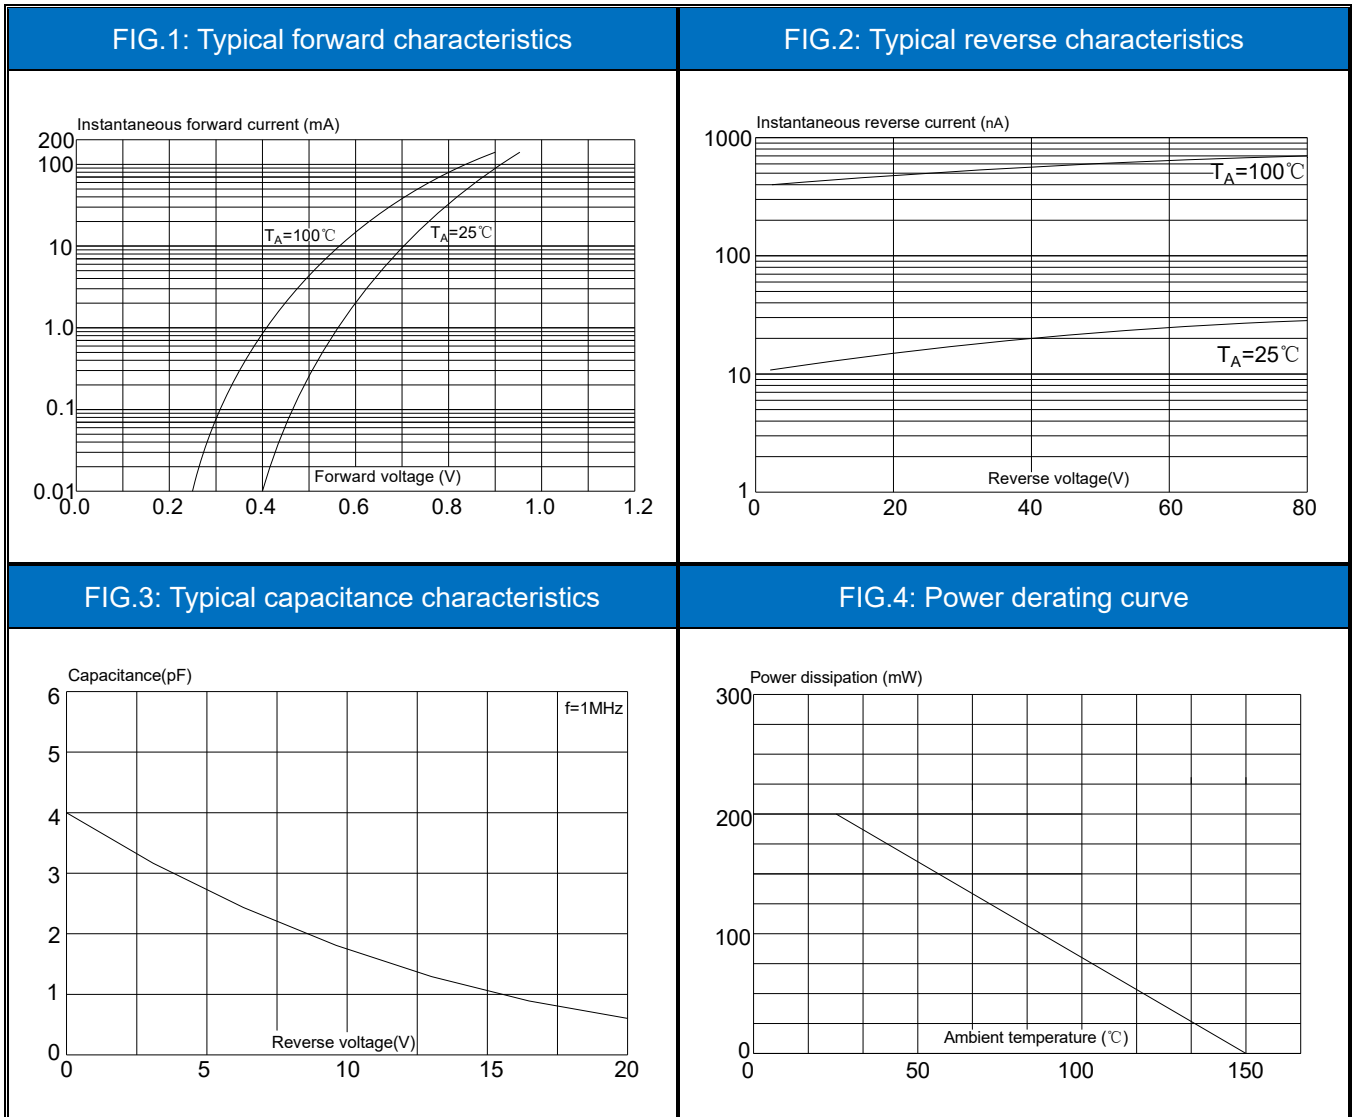 FIG.1: Typical forward characteristics
FIG.2: Typical reverse characteristics
Instantaneous forward current (mA)
200
100
10
1.0
0.1
0.01
TA=100℃
TA=25℃
Forward voltage (V)
0.0 0.2 0.4 0.6 0.8 1.0 1.2
Instantaneous reverse current (nA)
1000
100
10
1
TA=100℃
TA=25℃
Reverse voltage(V)
0 20 40 60 80
FIG.3: Typical capacitance characteristics
FIG.4: Power derating curve
Capacitance(pF)
6
5
4
3
2
1
0
f=1MHz
Reverse voltage(V)
0 5 10 15 20
Power dissipation (mW)
300
200
100
0
Ambient temperature (℃)
0 50 100 150